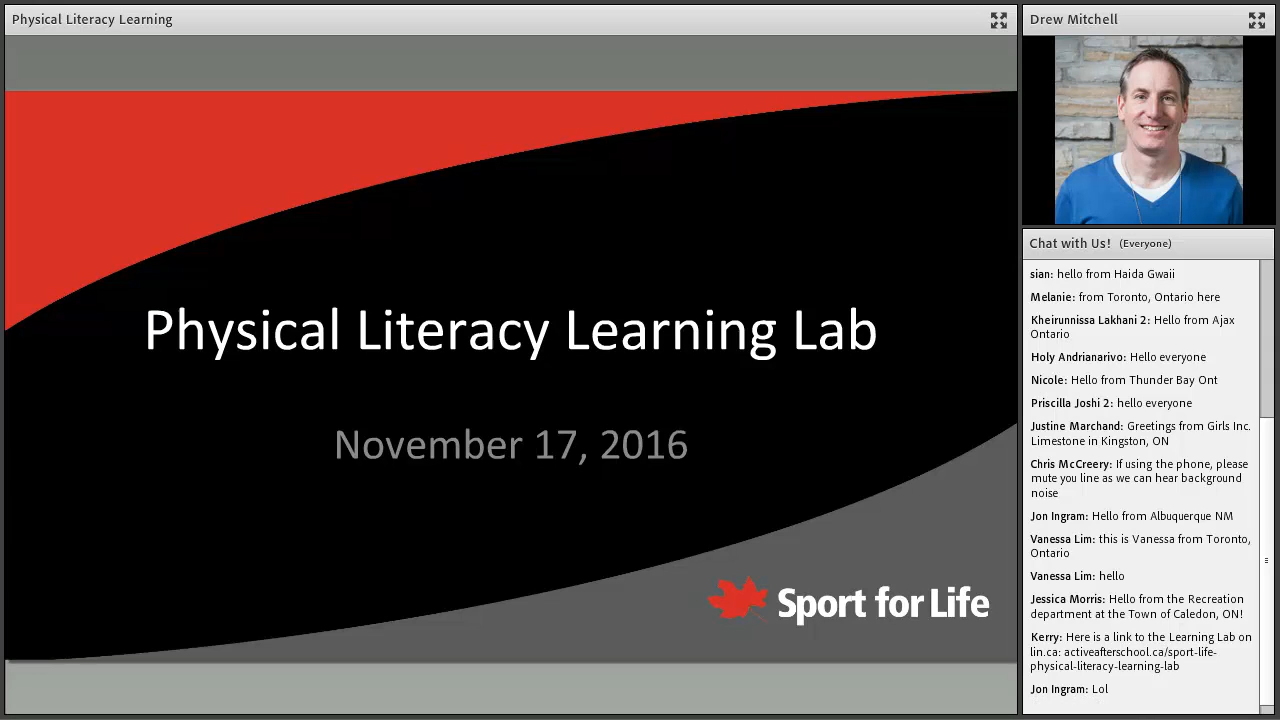 Physical Literacy Learning
Physical Literacy Learning Lab
November 17, 2016
Sport for Life
Drew Mitchell
Chat with Us! (Everyone)
sian: hello from Haida Gwaii
Melanie: from Toronto, Ontario here
Kheirunnissa Lakhani 2: Hello from Ajax
Ontario
Holy Andrianarivo: Hello everyone
Nicole: Hello from Thunder Bay Ont
Priscilla Joshi 2: hello everyone
Justine Marchand: Greetings from Girls Inc.
Limestone in Kingston, ON
Chris McCreery: If using the phone, please
mute you line as we can hear background
noise
Jon Ingram: Hello from Albuquerque NM
Vanessa Lim: this is Vanessa from Toronto,
Ontario
Vanessa Lim: hello
Jessica Morris: Hello from the Recreation
department at the Town of Caledon, ON!
Kerry: Here is a link to the Learning Lab on
lin.ca: activeafterschool.ca/sport-life-
physical-literacy-learning-lab
Jon Ingram: Lol